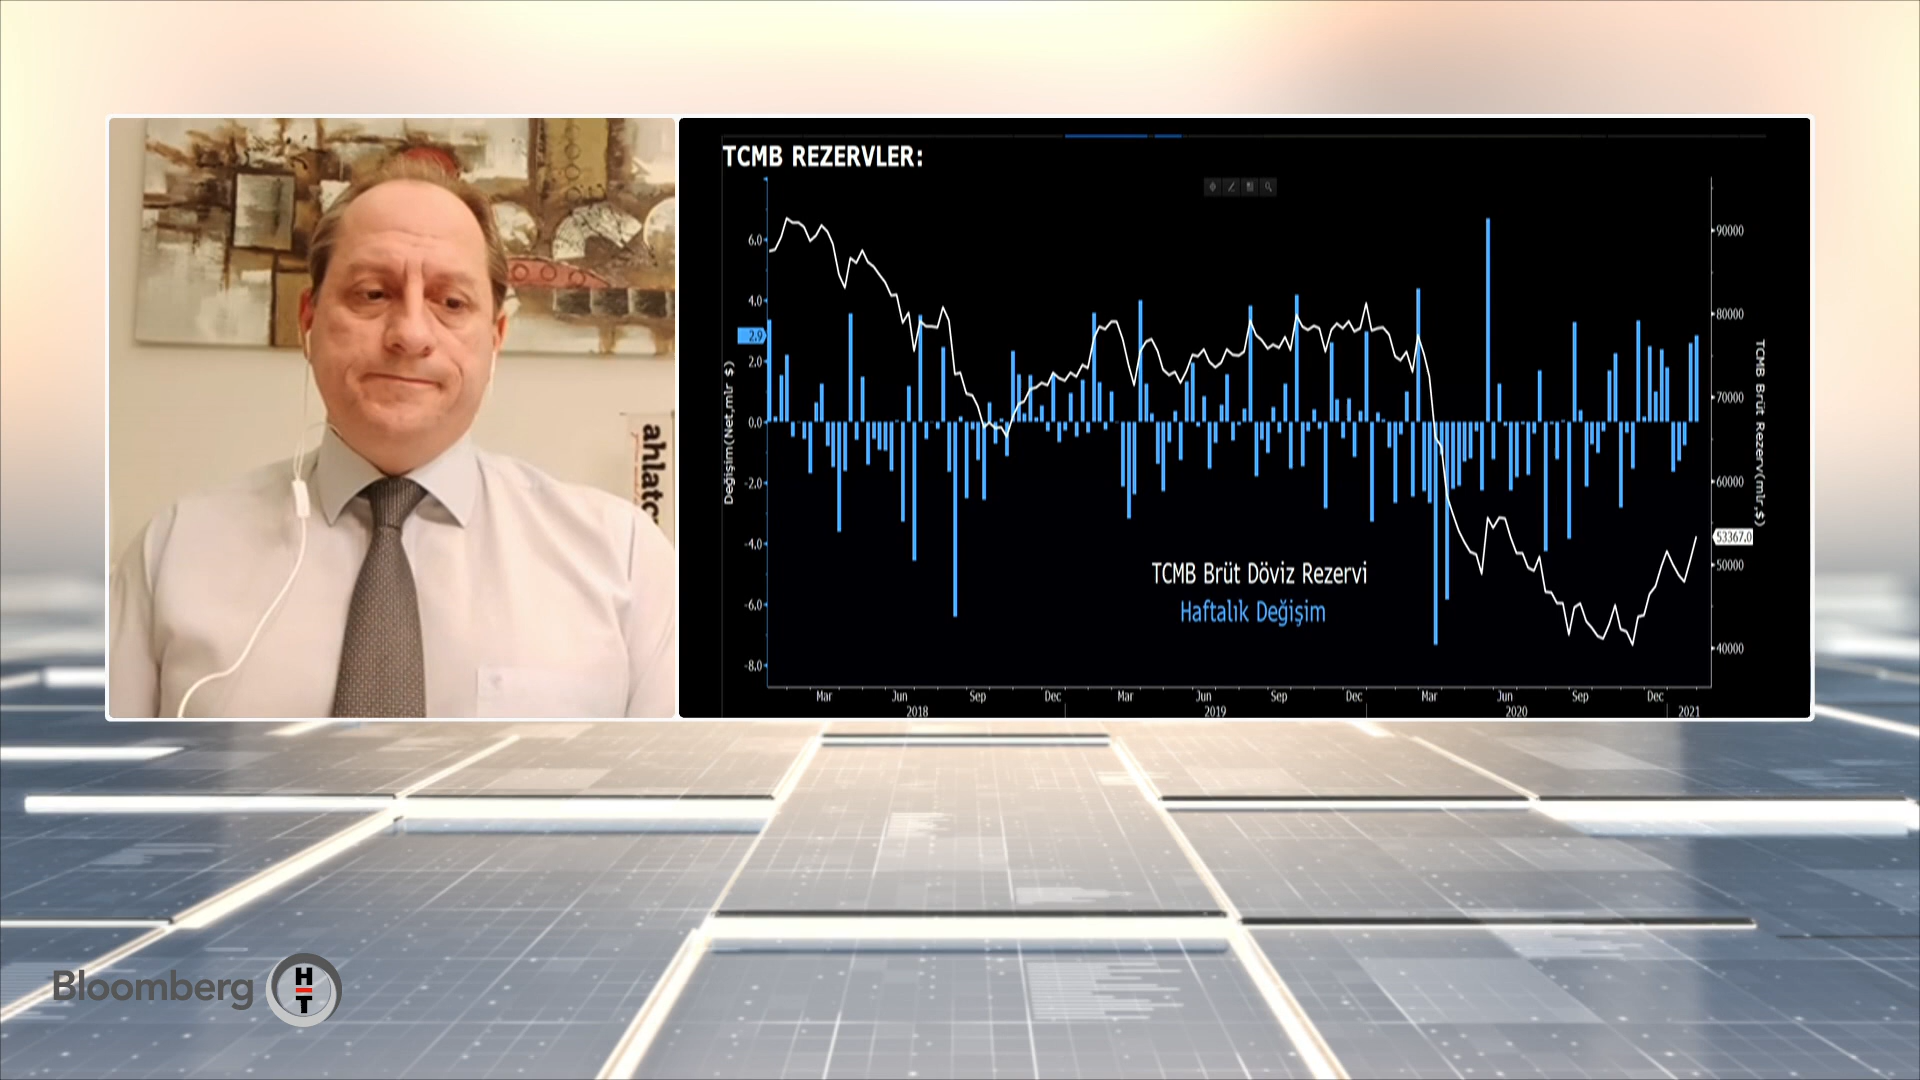 TCMB REZERVLER:
6.0
4.0
2.9
2.0
0.0
-2.0
-4.0
-6.0
-8.0
Değişim(Net,mlr $)
90000
80000
70000
60000
53367.0
50000
40000
TCMB Brüt Rezerv(mlr,$)
TCMB Brüt Döviz Rezervi
Haftalık Değişim
Mar Jun Sep Dec Mar Jun Sep Dec Mar Jun Sep Dec
2018 2019 2020 2021
ahlatc
Bloomberg HT